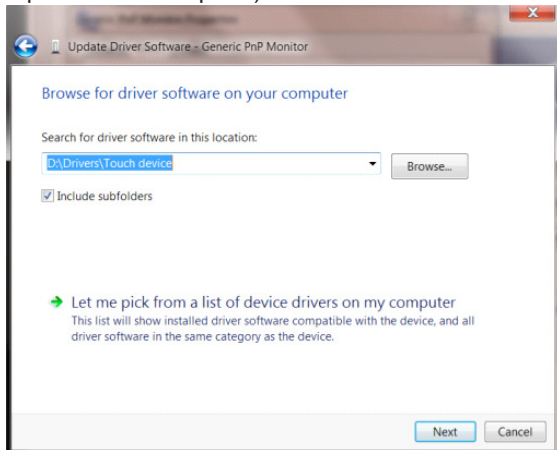 Update Driver Software - Generic PnP Monitor
Browse for driver software on your computer
Search for driver software in this location:
D:\Drivers\Touch device
Browse...
Include subfolders
Let me pick from a list of device drivers on my computer
This list will show installed driver software compatible with the device, and all
driver software in the same category as the device.
Next
Cancel